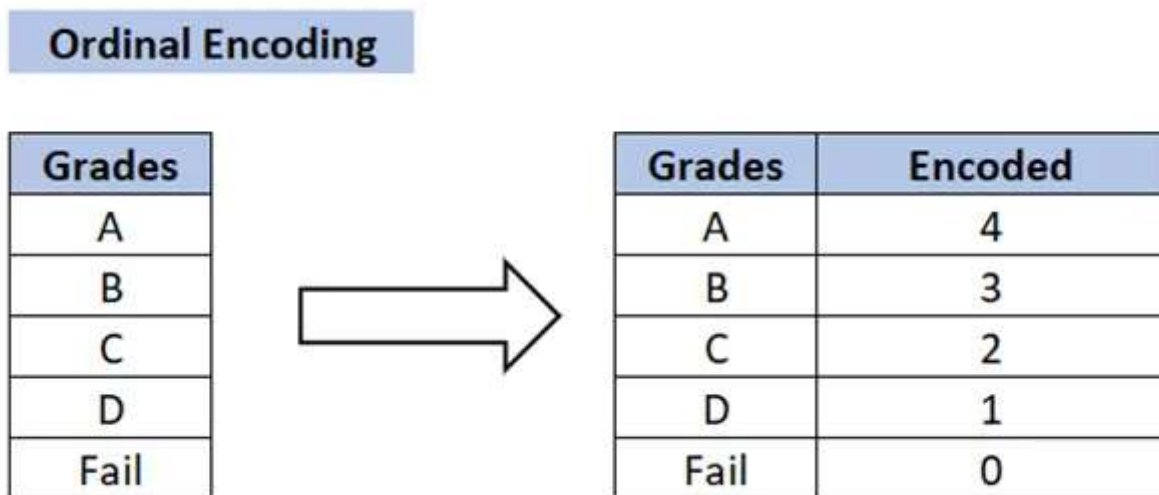 Ordinal Encoding
Grades
A
B
C
D
Fail
Grades Encoded
A 4
B 3
C 2
D 1
Fail 0